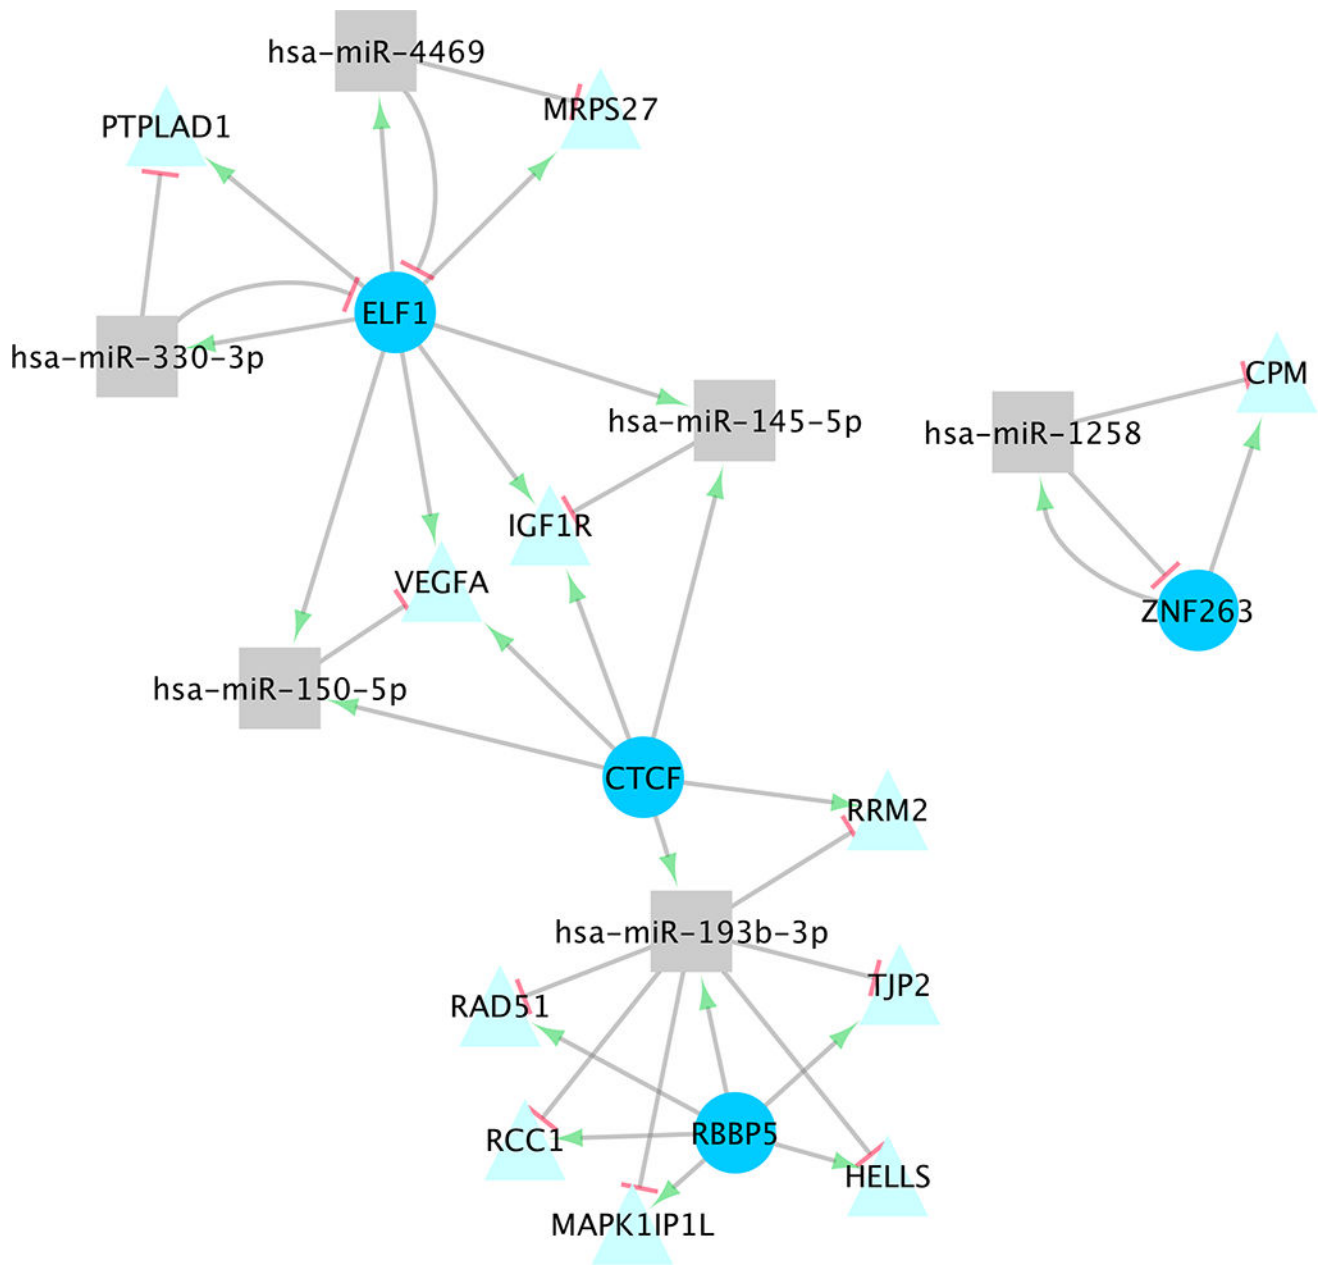 hsa-miR-4469
MRPS27
PTPLAD1
ELF1
hsa-miR-330-3p
CPM
hsa-miR-145-5p
hsa-miR-1258
IGF1R
VEGFA
ZNF263
hsa-miR-150-5p
CTCF
RRM2
hsa-miR-193b-3p
TJP2
RAD51
RBBP5
RCC1
HELLS
MAPK1IP1L